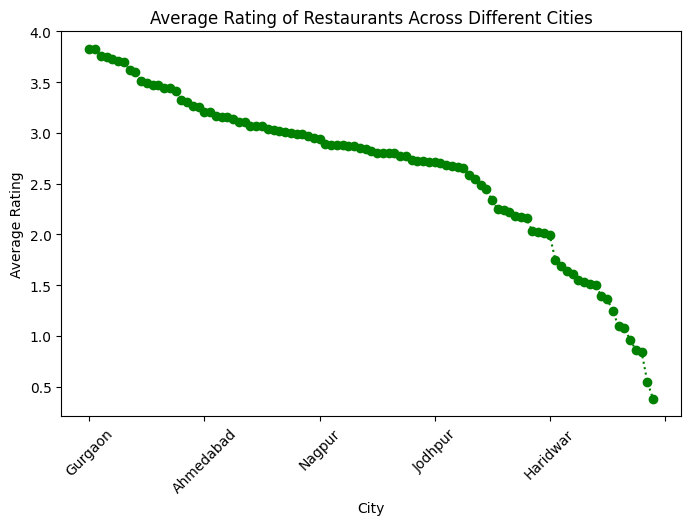 Average Rating of Restaurants Across Different Cities
4.0
3.5
3.0
2.5
2.0
1.5
1.0
0.5
Average Rating
Gurgaon
Ahmedabad
Nagpur
Jodhpur
Haridwar
City